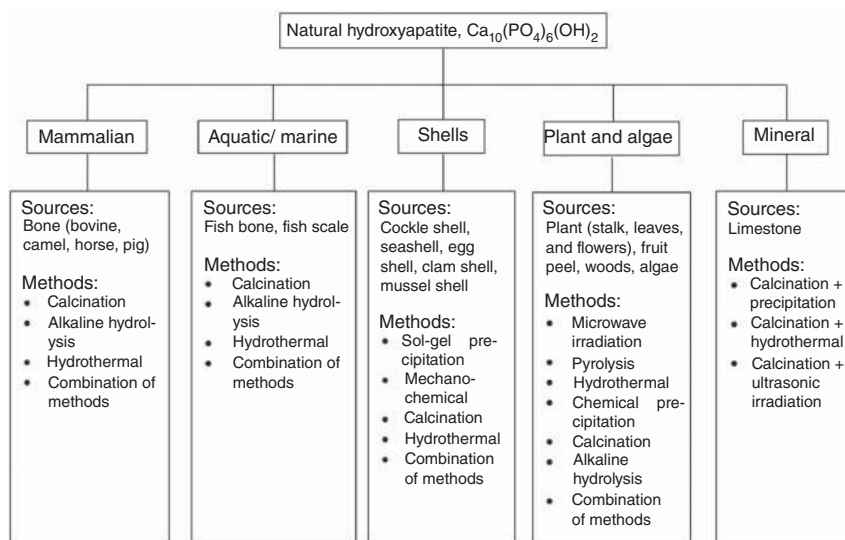 Natural hydroxyapatite, Ca10(PO4)6(OH)2
Mammalian
Aquatic/ marine
Shells
Plant and algae
Mineral
Sources:
Bone (bovine,
camel, horse, pig)
Methods:
• Calcination
• Alkaline hydrol-
ysis
• Hydrothermal
• Combination of
methods
Sources:
Fish bone, fish scale
Methods:
• Calcination
• Alkaline hydrol-
ysis
• Hydrothermal
• Combination of
methods
Sources:
Cockle shell,
seashell, egg
shell, clam shell,
mussel shell
Methods:
• Sol-gel pre-
cipitation
• Mechano-
chemical
• Calcination
• Hydrothermal
• Combination
of methods
Sources:
Plant (stalk, leaves,
and flowers), fruit
peel, woods, algae
Methods:
• Microwave
irradiation
• Pyrolysis
• Hydrothermal
• Chemical pre-
cipitation
• Calcination
• Alkaline
hydrolysis
• Combination
of methods
Sources:
Limestone
Methods:
• Calcination +
precipitation
• Calcination +
hydrothermal
• Calcination +
ultrasonic
irradiation